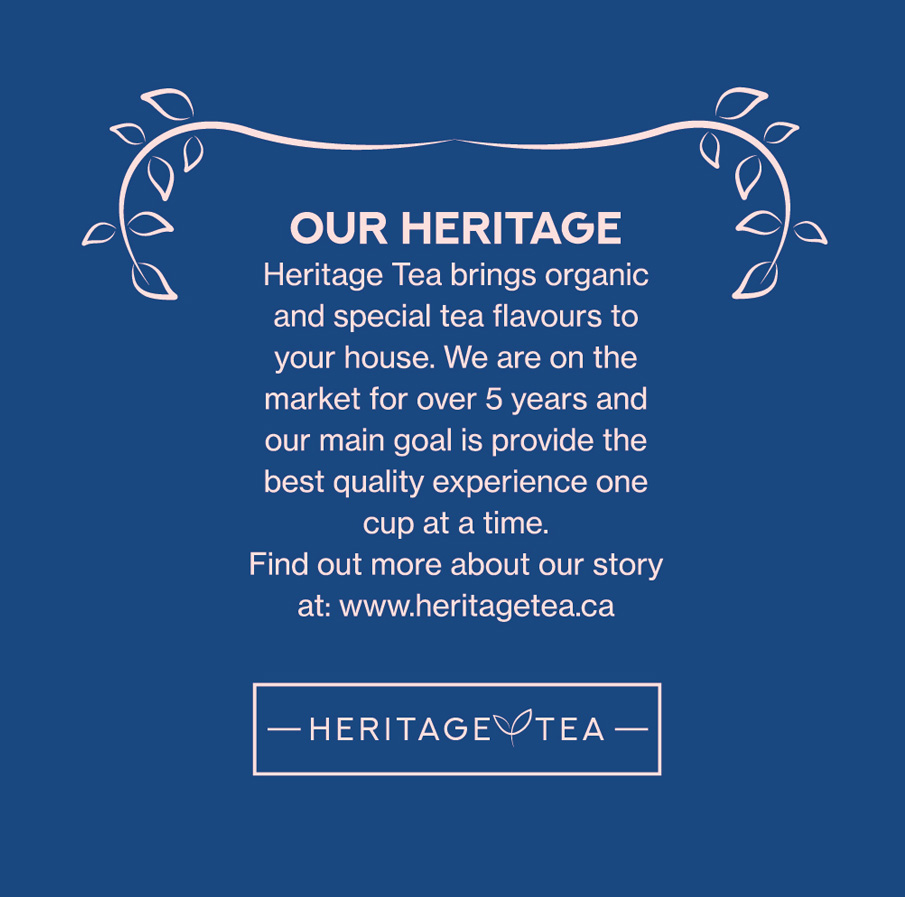 OUR HERITAGE
Heritage Tea brings organic
and special tea flavours to
your house. We are on the
market for over 5 years and
our main goal is provide the
best quality experience one
cup at a time.
Find out more about our story
at: www.heritagetea.ca
HERITAGE TEA